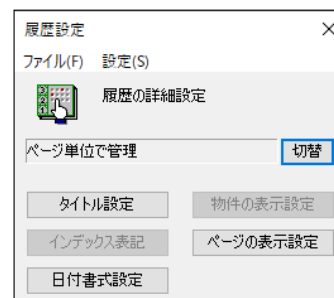 履歴設定
ファイル(F) 設定(S)
履歴の詳細設定
ページ単位で管理 切替
タイトル設定 物件の表示設定
インデックス表記 ページの表示設定
日付書式設定